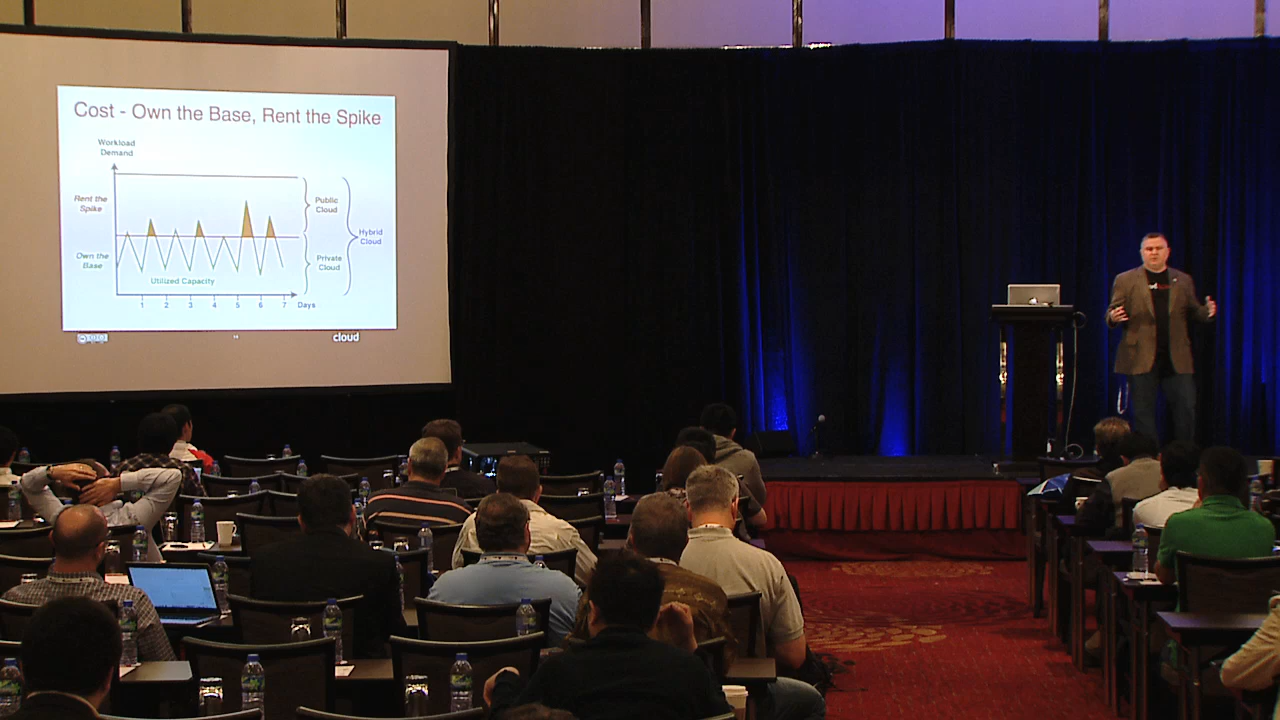 Cost - Own the Base, Rent the Spike
Workload
Demand
Rent the
Spike
Public
Cloud
Hybrid
Cloud
Own the
Base
Private
Cloud
Utilized Capacity
1 2 3 4 5 6 7 Days
cloud